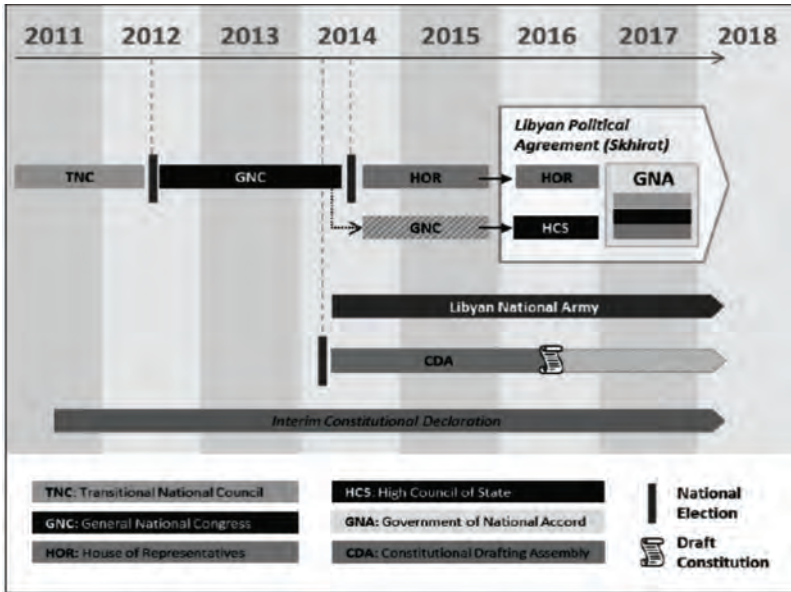 2011 2012 2013 2014 2015 2016 2017 2018
Libyan Political
Agreement (Skhirat)
TNC GNC HOR HOR GNA
GNC HCS
Libyan National Army
CDA
Interim Constitutional Declaration
TNC: Transitional National Council
HCS: High Council of State
National
Election
GNC: General National Congress
GNA: Government of National Accord
HOR: House of Representatives
CDA: Constitutional Drafting Assembly
Draft
Constitution